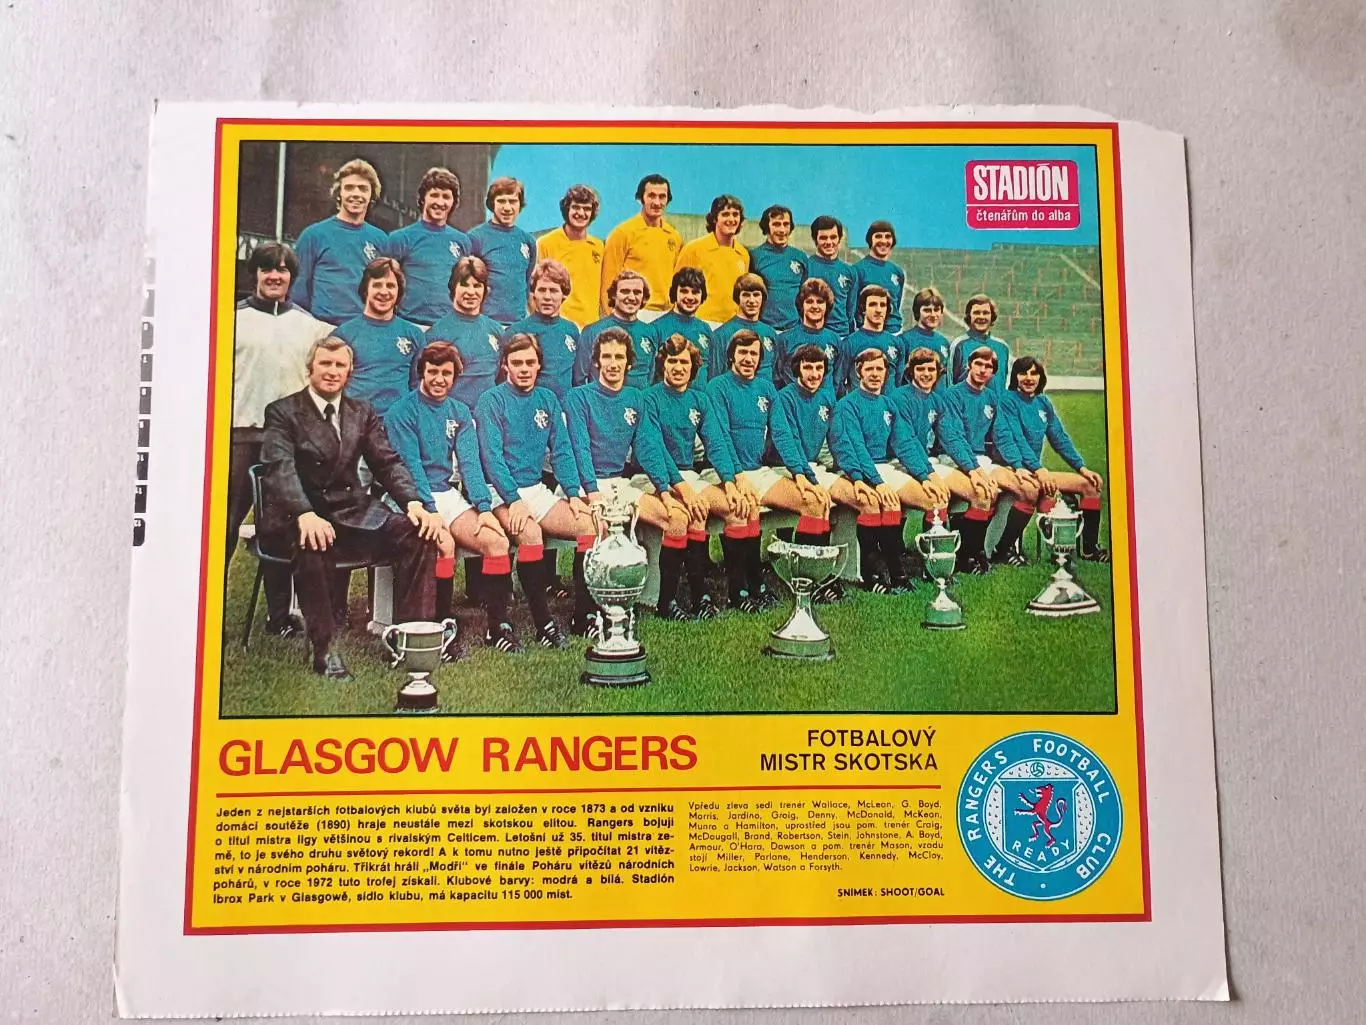 STADIÓN
čtenářům do alba
GLASGOW RANGERS
FOTBALOVÝ
MISTR SKOTSKA
Jeden z nejstarších fotbalových klubů světa byl založen v roce 1873 a od vzniku
domácí soutěže (1890) hraje neustále mezi skotskou elitou. Rangers bojují
o titul mistra ligy většinou s rivalským Celticem. Letošní už 35. titul mistra ze-
mě, to je svého druhu světový rekord! A k tomu nutno ještě připočítat 21 vítěz-
ství v národním poháru. Třikrát hráli „Modří" ve finále Poháru vítězů národních
pohárů, v roce 1972 tuto trofej získali. Klubové barvy: modrá a bílá. Stadión
Ibrox Park v Glasgowě, sídlo klubu, má kapacitu 115 000 míst.
Vpředu zleva sedí trenér Wallace, McLean, G. Boyd,
Morris, Jardino, Greig, Denny, McDonald, McKean,
Munro a Hamilton, uprostřed jsou pom. trenér Craig,
McDougall, Brand, Robertson, Stein, Johnstone, A. Boyd,
Armour, O'Hara, Dawson a pom. trenér Mason, vzadu
stojí Miller, Parlane, Henderson, Kennedy, McCloy,
Lowrie, Jackson, Watson a Forsyth.
SNÍMEK: SHOOT/GOAL
THE RANGERS FOOTBALL CLUB
READY